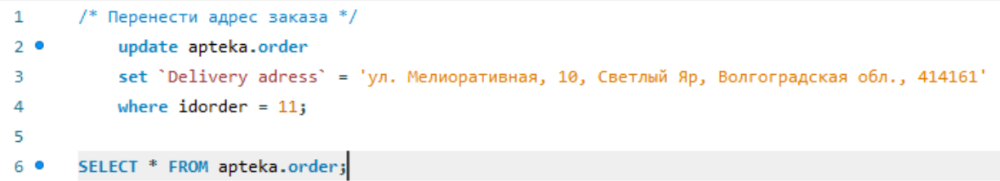 1 /* Перенести адрес заказа */
2 update apteka.order
3 set `Delivery adress` = 'ул. Мелиоративная, 10, Светлый Яр, Волгоградская обл., 414161'
4 where idorder = 11;
5
6 SELECT * FROM apteka.order;